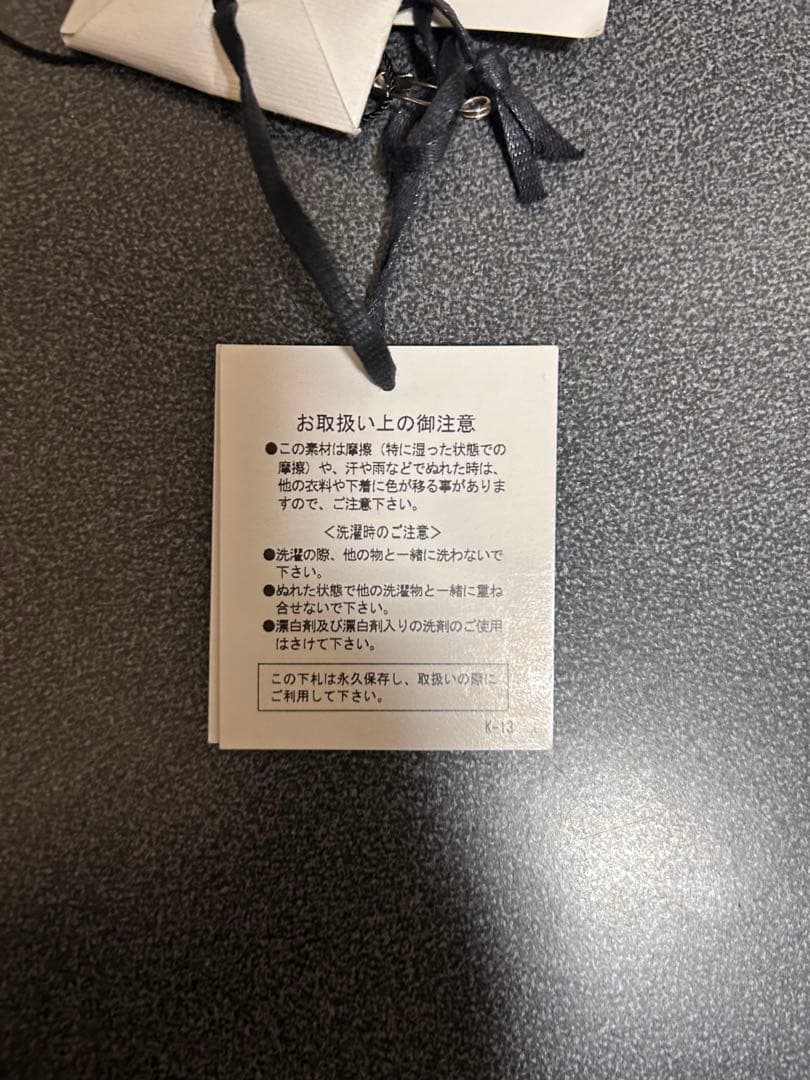 お取扱い上の御注意
●この素材は摩擦（特に湿った状態での
摩擦）や、汗や雨などでぬれた時は、
他の衣料や下着に色が移る事がありま
すので、ご注意下さい。
＜洗濯時のご注意＞
●洗濯の際、他の物と一緒に洗わないで
下さい。
●ぬれた状態で他の洗濯物と一緒に重ね
合せないで下さい。
●漂白剤及び漂白剤入りの洗剤のご使用
はさけて下さい。
この下札は永久保存し、取扱いの際に
ご利用して下さい。
K-13